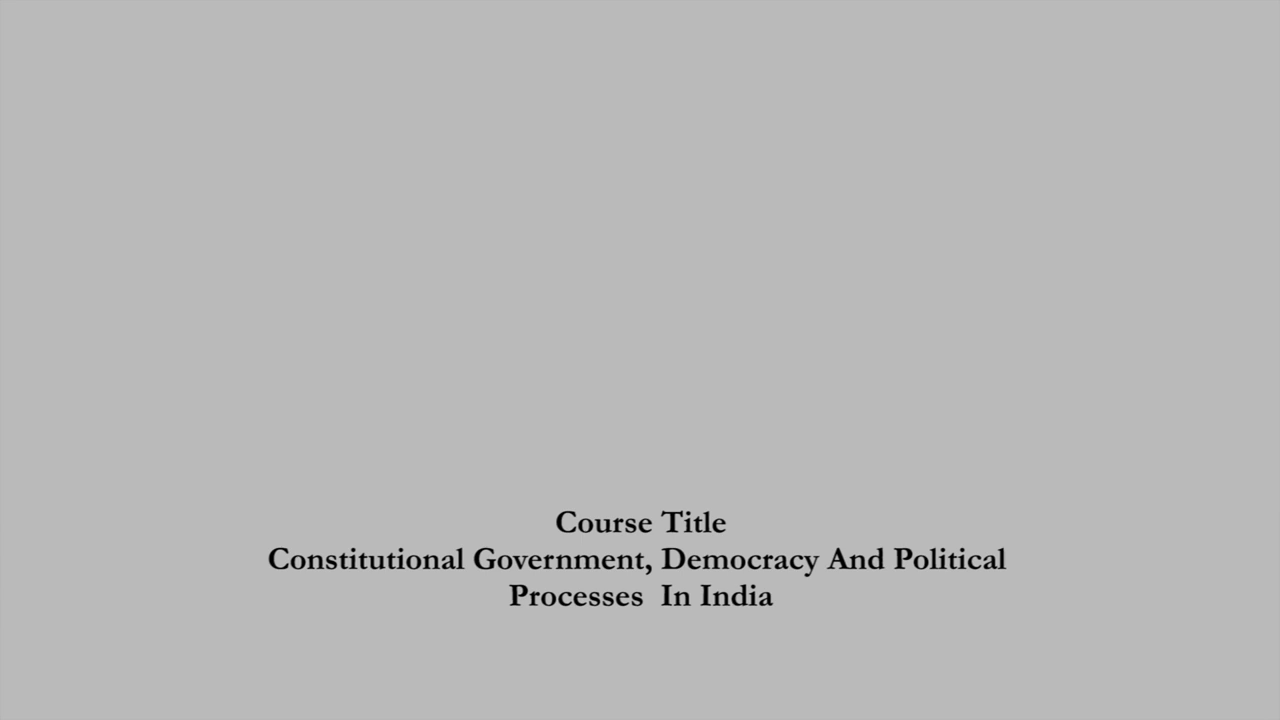 Course Title
Constitutional Government, Democracy And Political
Processes  In India